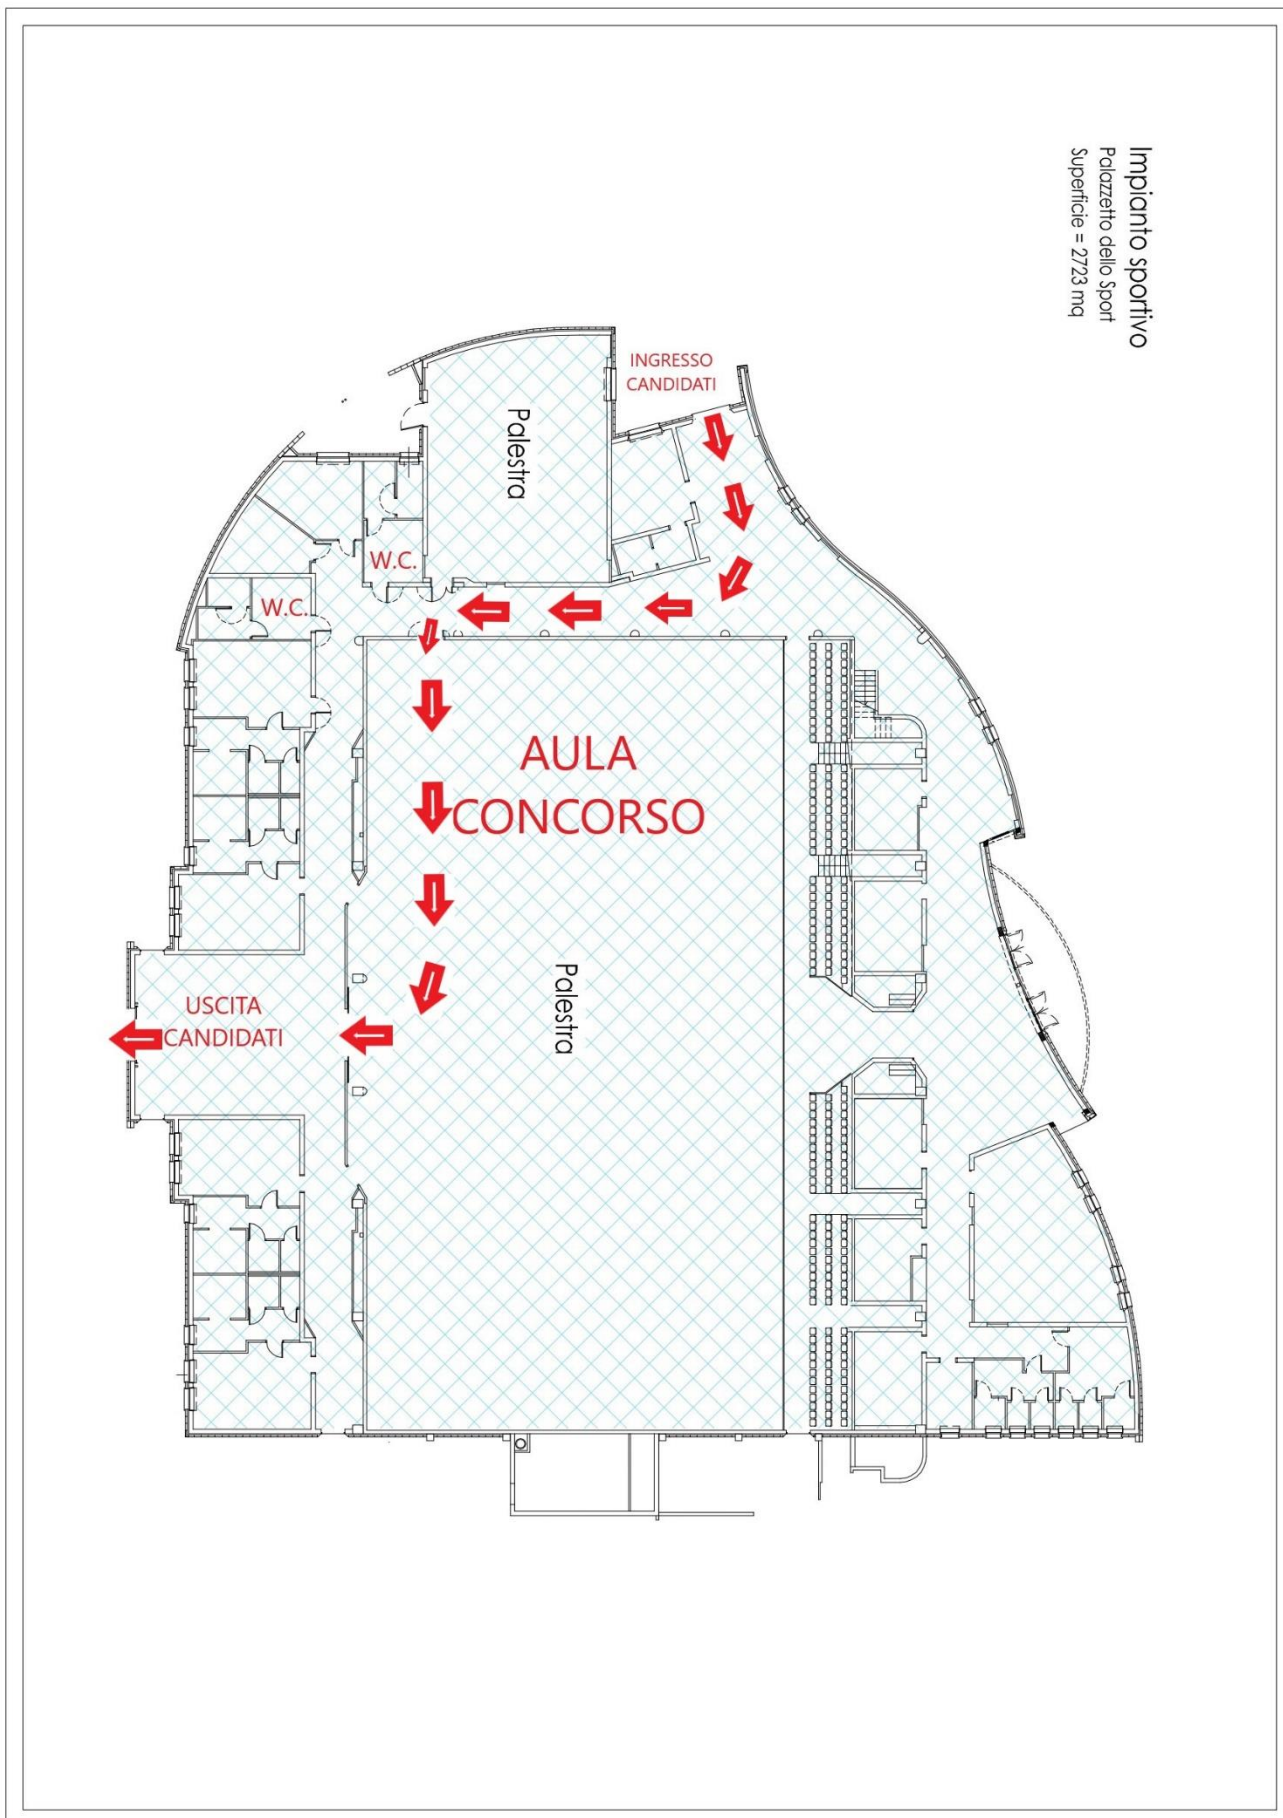 Impianto sportivo
Palazzetto dello Sport
Superficie = 2723 mq
INGRESSO
CANDIDATI
Palestra
W.C.
W.C.
AULA
CONCORSO
Palestra
USCITA
CANDIDATI